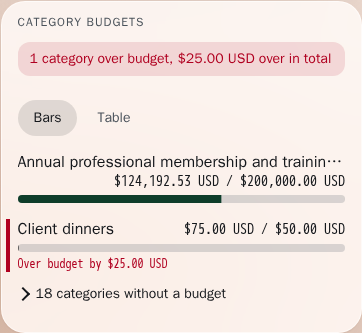 CATEGORY BUDGETS
1 category over budget, $25.00 USD over in total
Bars Table
Annual professional membership and trainin…
$124,192.53 USD / $200,000.00 USD
Client dinners $75.00 USD / $50.00 USD
Over budget by $25.00 USD
18 categories without a budget